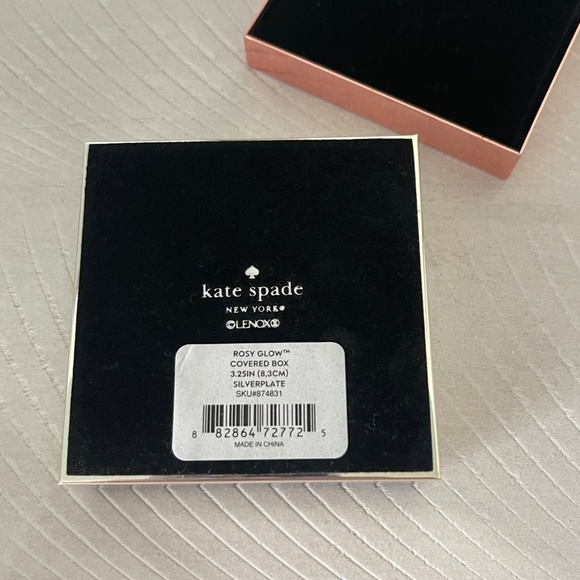 kate spade
NEW YORK®
©LENOX®
ROSY GLOW™
COVERED BOX
3.25IN (8,3CM)
SILVERPLATE
SKU#874831
8 82864 72772 5
MADE IN CHINA